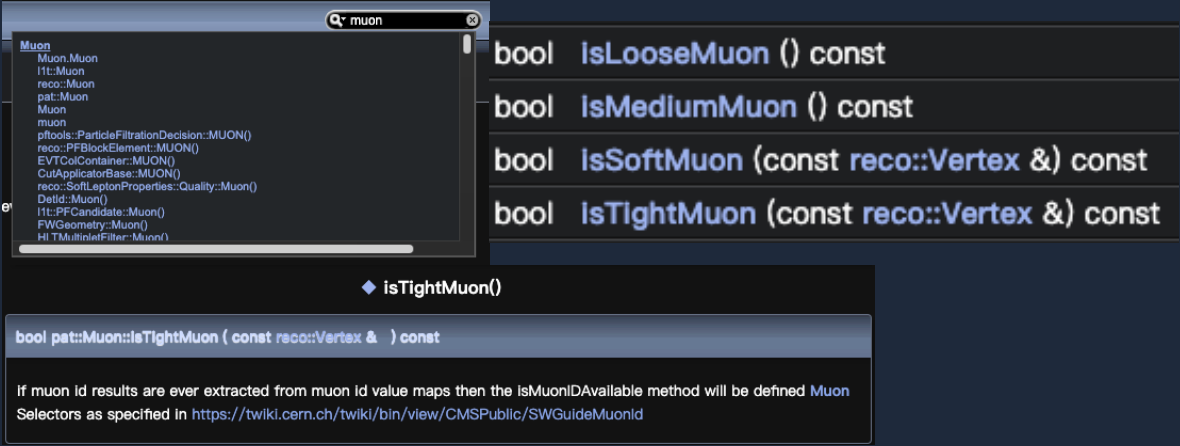 muon
Muon
Muon.Muon
l1t::Muon
reco::Muon
pat::Muon
Muon
muon
pftools::ParticleFiltrationDecision::MUON()
reco::PFBlockElement::MUON()
EVTColContainer::MUON()
CutApplicatorBase::MUON()
reco::SoftLeptonProperties::Quality::Muon()
DetId::Muon()
l1t::PFCandidate::Muon()
FWGeometry::Muon()
HLTMultipletFilter::Muon()
bool isLooseMuon () const
bool isMediumMuon () const
bool isSoftMuon (const reco::Vertex &) const
bool isTightMuon (const reco::Vertex &) const
isTightMuon()
bool pat::Muon::isTightMuon ( const reco::Vertex & ) const
If muon id results are ever extracted from muon id value maps then the isMuonIDAvailable method will be defined Muon
Selectors as specified in https://twiki.cern.ch/twiki/bin/view/CMSPublic/SWGuideMuonId